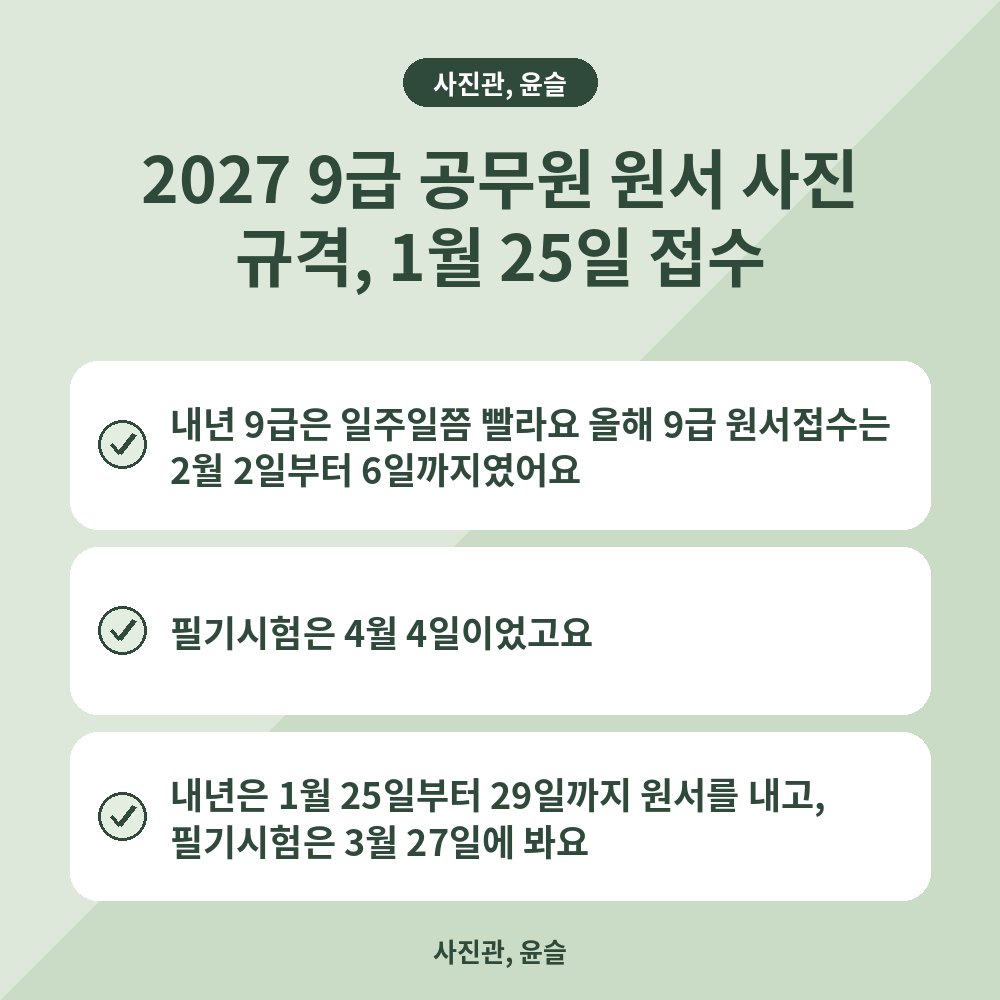 사진관, 윤슬
2027 9급 공무원 원서 사진
규격, 1월 25일 접수
내년 9급은 일주일쯤 빨라요 올해 9급 원서접수는
2월 2일부터 6일까지였어요
필기시험은 4월 4일이었고요
내년은 1월 25일부터 29일까지 원서를 내고,
필기시험은 3월 27일에 봐요
사진관, 윤슬